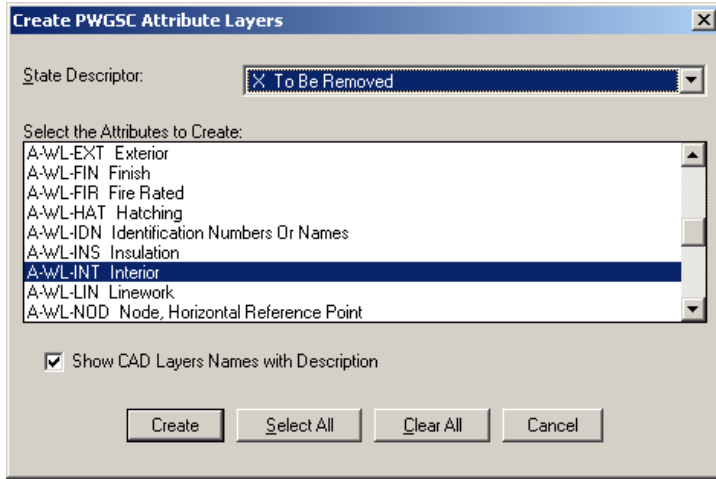 Create PWGSC Attribute Layers
State Descriptor: X To Be Removed
Select the Attributes to Create:
A-WL-EXT Exterior
A-WL-FIN Finish
A-WL-FIR Fire Rated
A-WL-HAT Hatching
A-WL-IDN Identification Numbers Or Names
A-WL-INS Insulation
A-WL-INT Interior
A-WL-LIN Linework
A-WL-NOD Node, Horizontal Reference Point
Show CAD Layers Names with Description
Create Select All Clear All Cancel